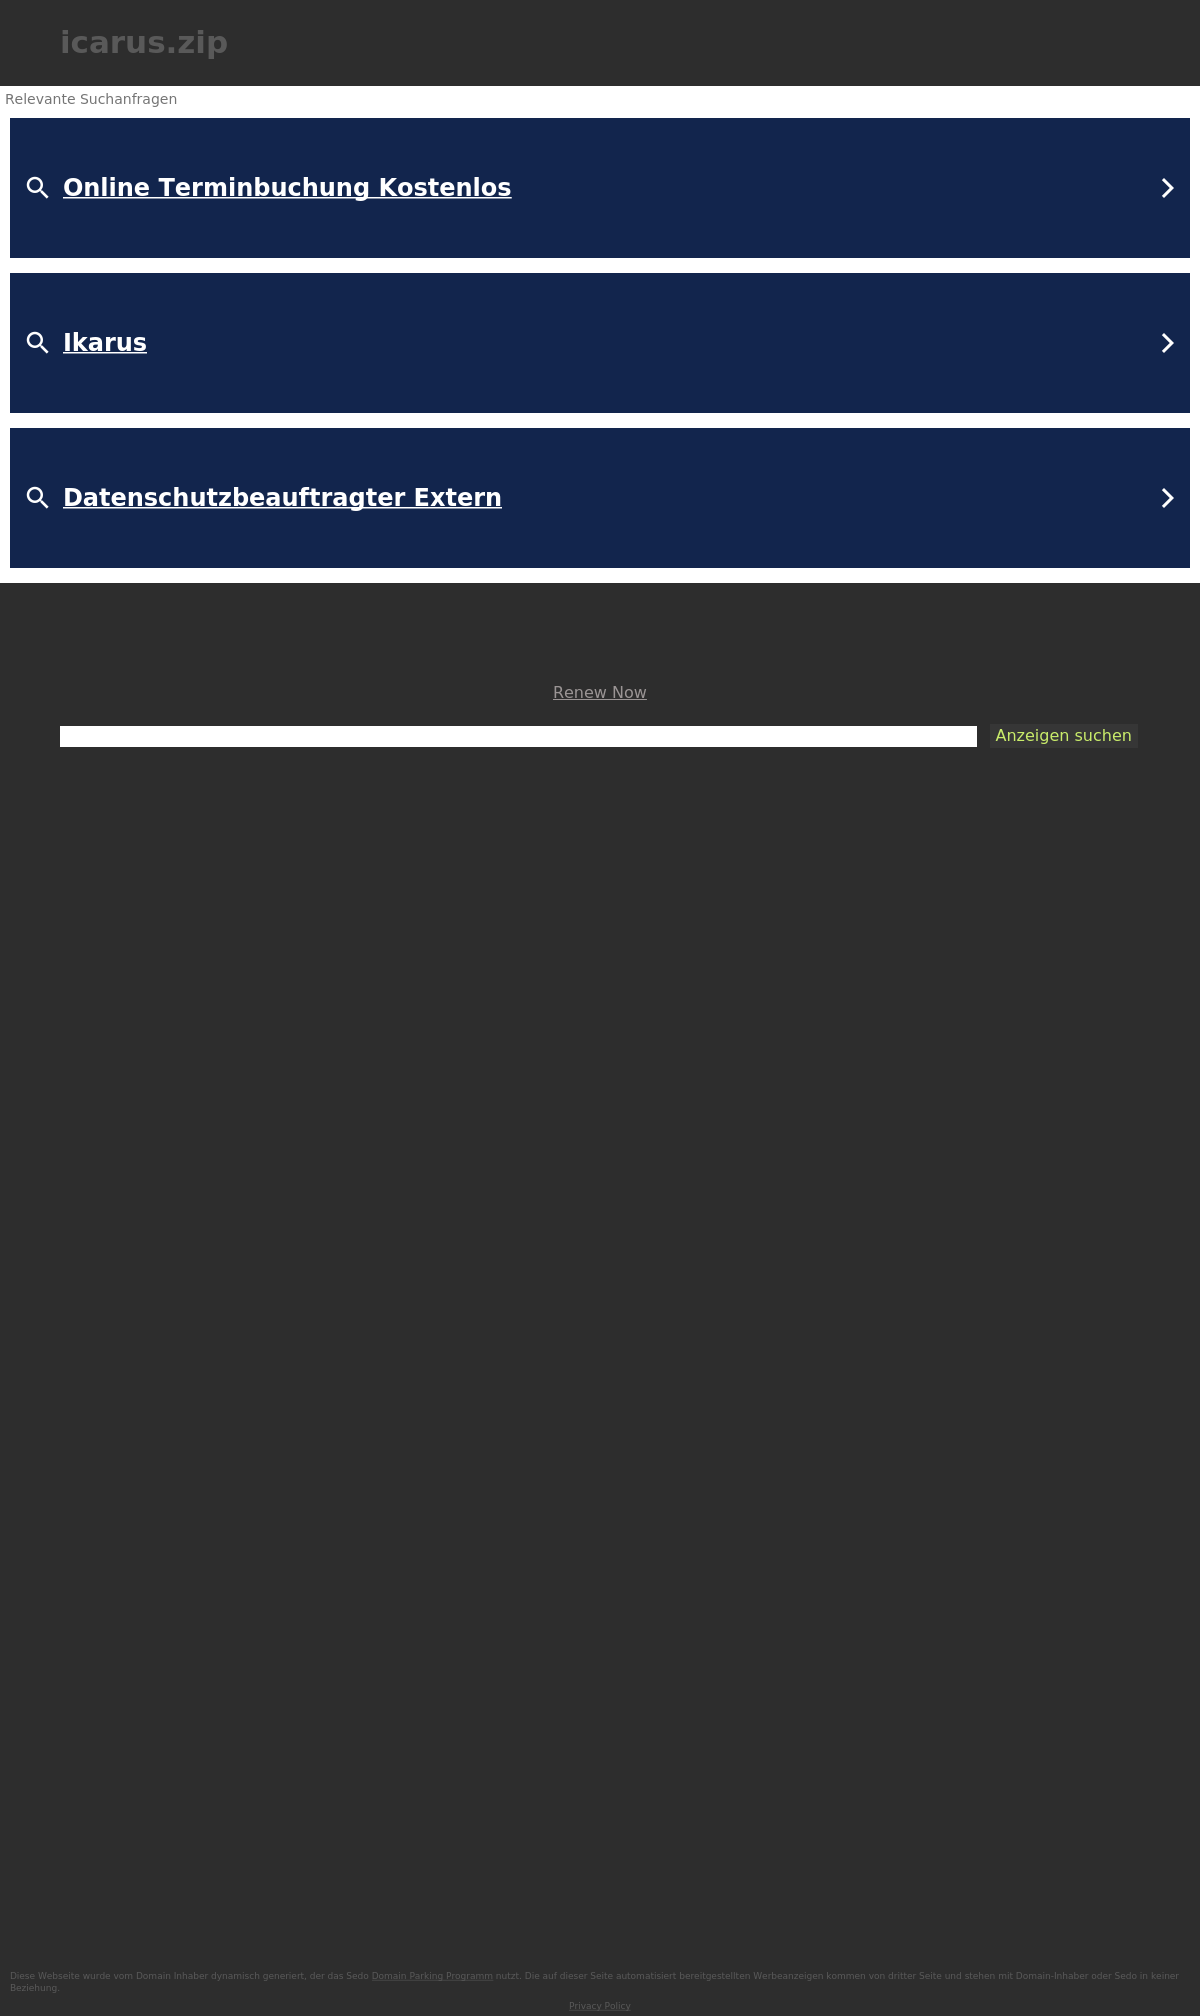 icarus.zip
Relevante Suchanfragen
Online Terminbuchung Kostenlos
Ikarus
Datenschutzbeauftragter Extern
Renew Now
Anzeigen suchen
Diese Webseite wurde vom Domain Inhaber dynamisch generiert, der das Sedo Domain Parking Programm nutzt. Die auf dieser Seite automatisiert bereitgestellten Werbeanzeigen kommen von dritter Seite und stehen mit Domain-Inhaber oder Sedo in keiner
Beziehung.
Privacy Policy